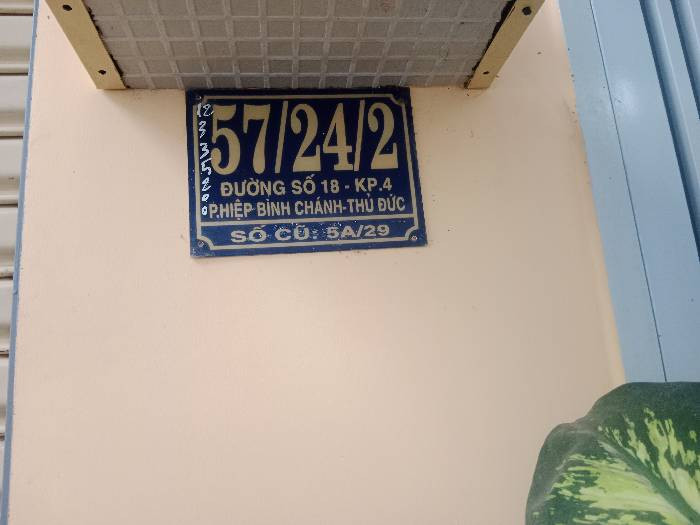 57/24/2
ĐƯỜNG SỐ 18 - KP.4
P.HIỆP BÌNH CHÁNH-THỦ ĐỨC
SỐ CŨ: 5A/29